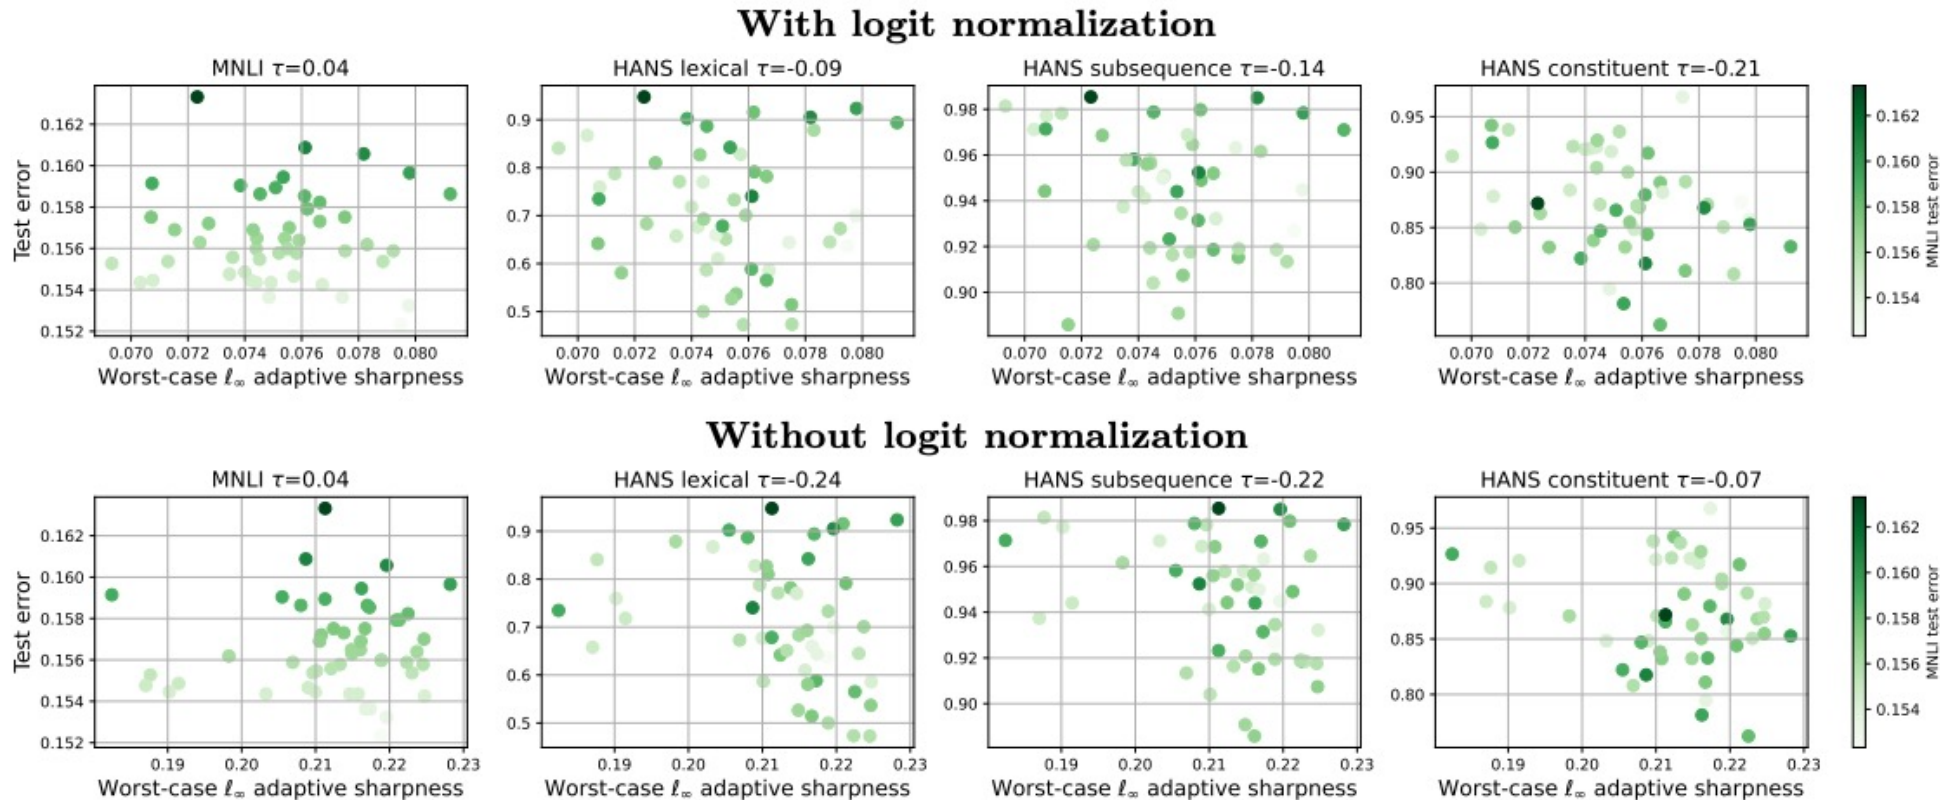 With logit normalization
MNLI τ=0.04
HANS lexical τ=-0.09
HANS subsequence τ=-0.14
HANS constituent τ=-0.21
Test error
0.162
0.160
0.158
0.156
0.154
0.152
0.070 0.072 0.074 0.076 0.078 0.080
Worst-case ℓ∞ adaptive sharpness
0.9
0.8
0.7
0.6
0.5
0.070 0.072 0.074 0.076 0.078 0.080
Worst-case ℓ∞ adaptive sharpness
0.98
0.96
0.94
0.92
0.90
0.070 0.072 0.074 0.076 0.078 0.080
Worst-case ℓ∞ adaptive sharpness
0.95
0.90
0.85
0.80
0.070 0.072 0.074 0.076 0.078 0.080
Worst-case ℓ∞ adaptive sharpness
0.162
0.160
0.158
0.156
0.154
MNLI test error
Without logit normalization
MNLI τ=0.04
HANS lexical τ=-0.24
HANS subsequence τ=-0.22
HANS constituent τ=-0.07
Test error
0.162
0.160
0.158
0.156
0.154
0.152
0.19 0.20 0.21 0.22 0.23
Worst-case ℓ∞ adaptive sharpness
0.9
0.8
0.7
0.6
0.5
0.19 0.20 0.21 0.22 0.23
Worst-case ℓ∞ adaptive sharpness
0.98
0.96
0.94
0.92
0.90
0.19 0.20 0.21 0.22 0.23
Worst-case ℓ∞ adaptive sharpness
0.95
0.90
0.85
0.80
0.19 0.20 0.21 0.22 0.23
Worst-case ℓ∞ adaptive sharpness
0.162
0.160
0.158
0.156
0.154
MNLI test error